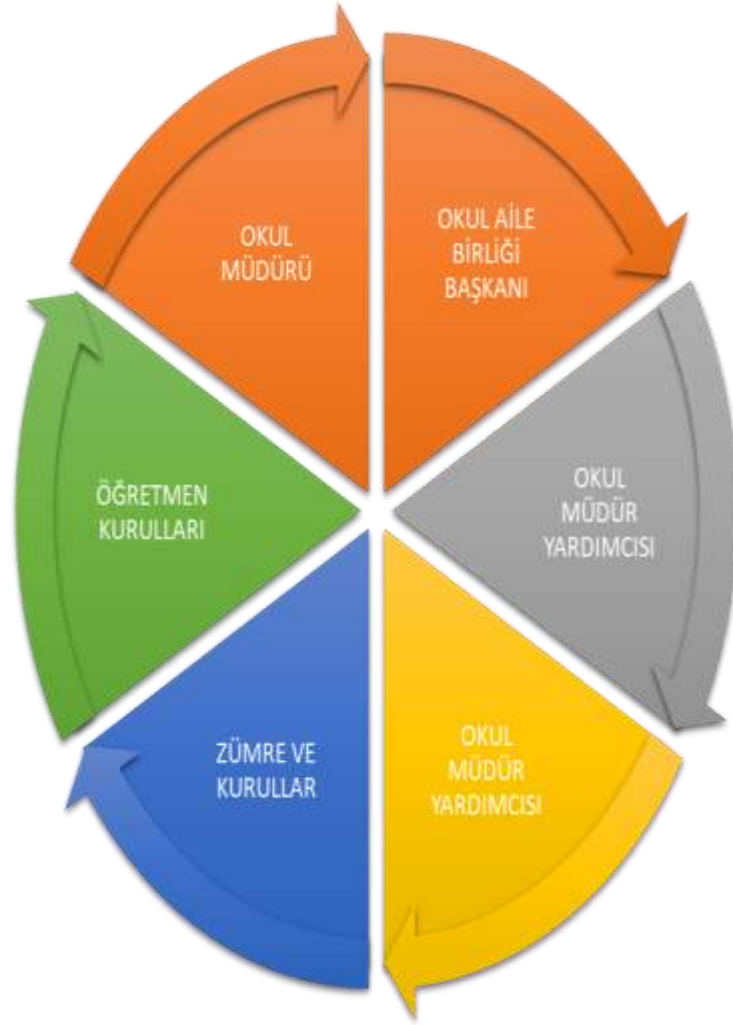 OKUL
MÜDÜRÜ
OKUL AİLE
BİRLİĞİ
BAŞKANI
OKUL
MÜDÜR
YARDIMCISI
OKUL
MÜDÜR
YARDIMCISI
ZÜMRE VE
KURULLAR
ÖĞRETMEN
KURULLARI